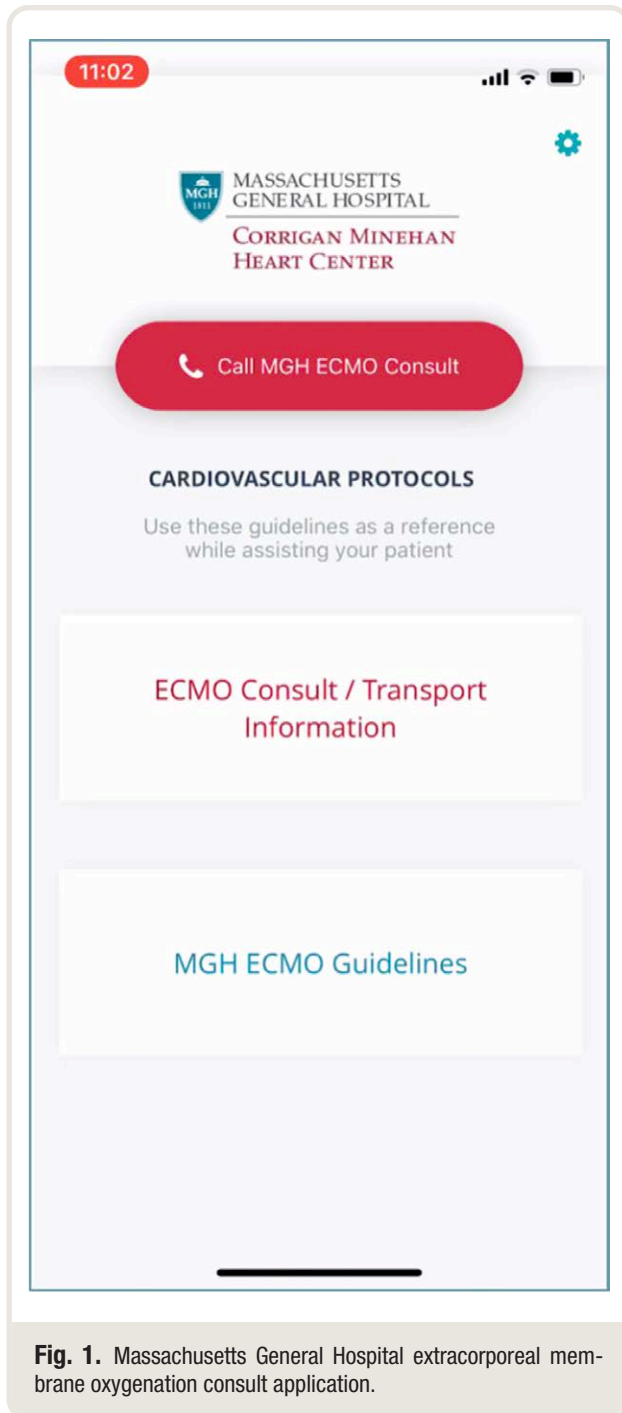 11:02
MGH
1811
MASSACHUSETTS
GENERAL HOSPITAL
CORRIGAN MINEHAN
HEART CENTER
Call MGH ECMO Consult
CARDIOVASCULAR PROTOCOLS
Use these guidelines as a reference
while assisting your patient
ECMO Consult / Transport
Information
MGH ECMO Guidelines
Fig. 1. Massachusetts General Hospital extracorporeal mem-
brane oxygenation consult application.